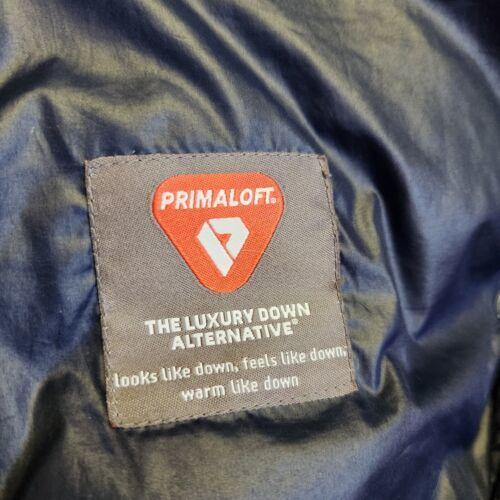 PRIMALOFT®
THE LUXURY DOWN
ALTERNATIVE®
looks like down, feels like down,
warm like down